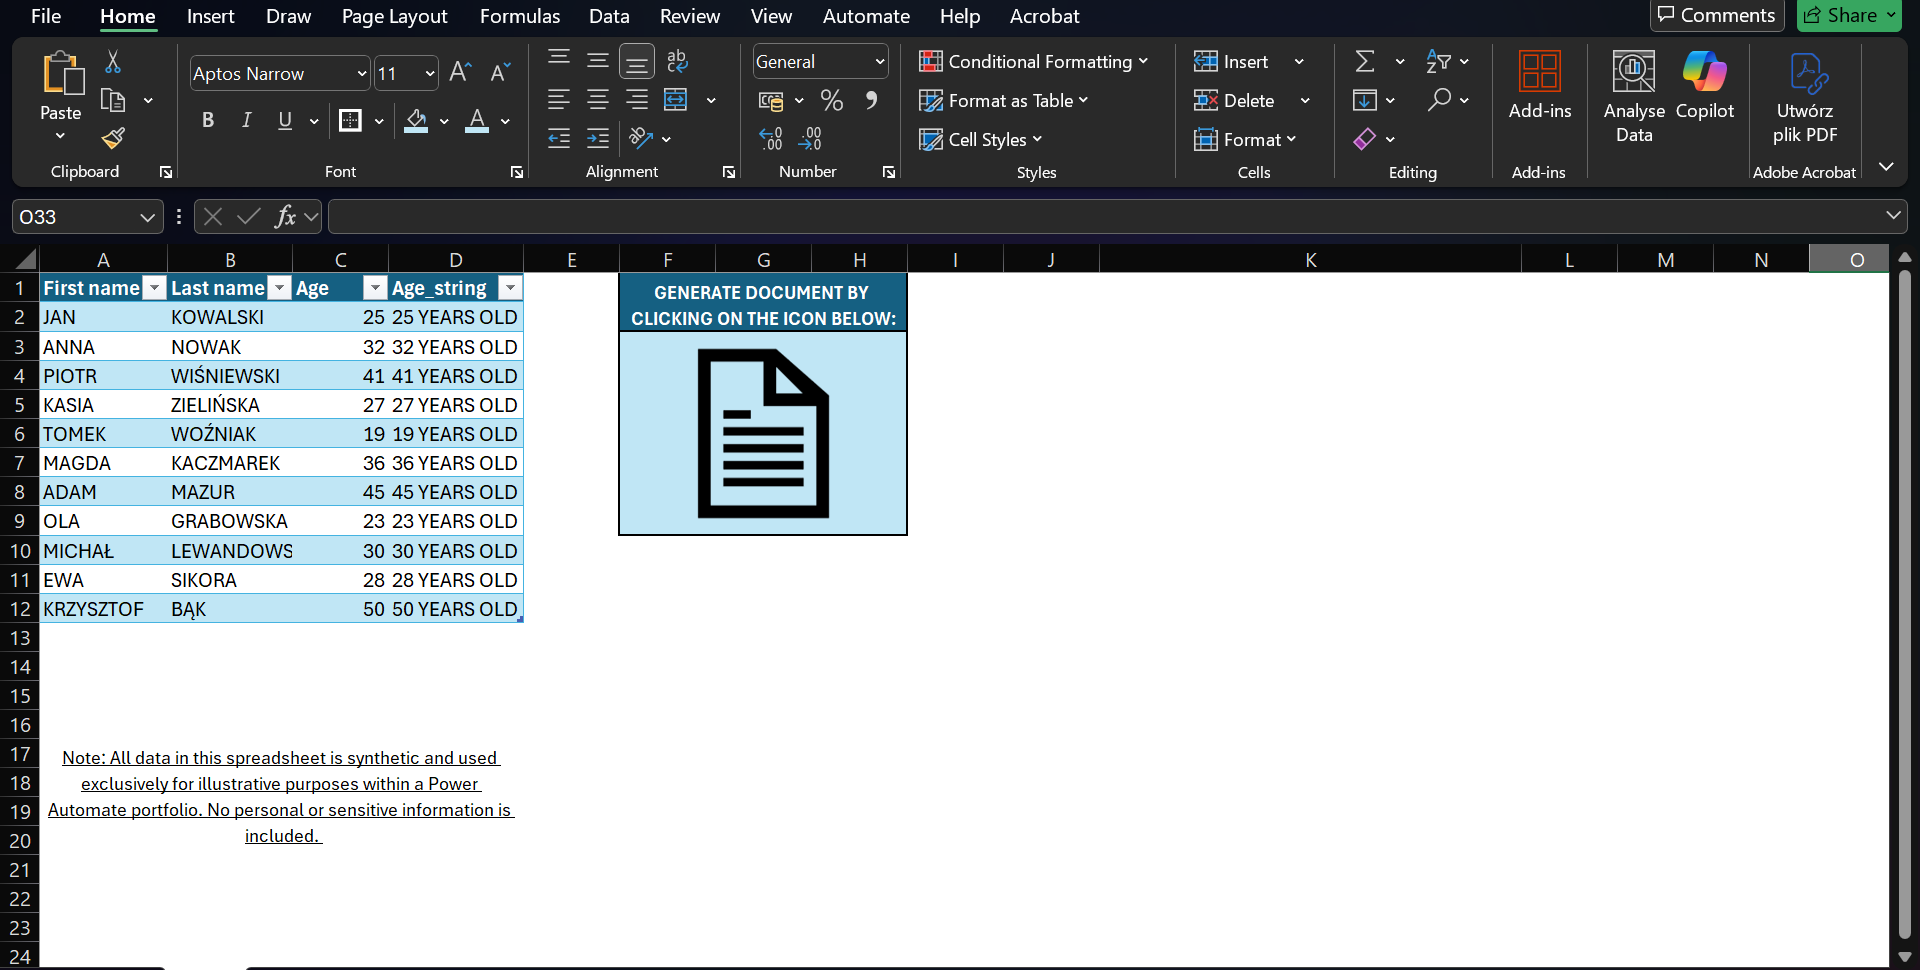 File Home Insert Draw Page Layout Formulas Data Review View Automate Help Acrobat Comments Share
Paste
Clipboard
Aptos Narrow 11
B I U
Font
ab
Alignment
General
% 
Number
Conditional Formatting
Format as Table
Cell Styles
Styles
Insert
Delete
Format
Cells
Editing
Add-ins
Add-ins
Analyse Data
Copilot
Utwórz
plik PDF
Adobe Acrobat
O33 fx
A B C D E F G H I J K L M N O
1 First name Last name Age Age_string
2 JAN KOWALSKI 25 25 YEARS OLD
3 ANNA NOWAK 32 32 YEARS OLD
4 PIOTR WIŚNIEWSKI 41 41 YEARS OLD
5 KASIA ZIELIŃSKA 27 27 YEARS OLD
6 TOMEK WOŹNIAK 19 19 YEARS OLD
7 MAGDA KACZMAREK 36 36 YEARS OLD
8 ADAM MAZUR 45 45 YEARS OLD
9 OLA GRABOWSKA 23 23 YEARS OLD
10 MICHAŁ LEWANDOWS 30 30 YEARS OLD
11 EWA SIKORA 28 28 YEARS OLD
12 KRZYSZTOF BĄK 50 50 YEARS OLD
GENERATE DOCUMENT BY
CLICKING ON THE ICON BELOW:
13
14
15
16
17
18
19
20
21
22
23
24
Note: All data in this spreadsheet is synthetic and used
exclusively for illustrative purposes within a Power
Automate portfolio. No personal or sensitive information is
included.